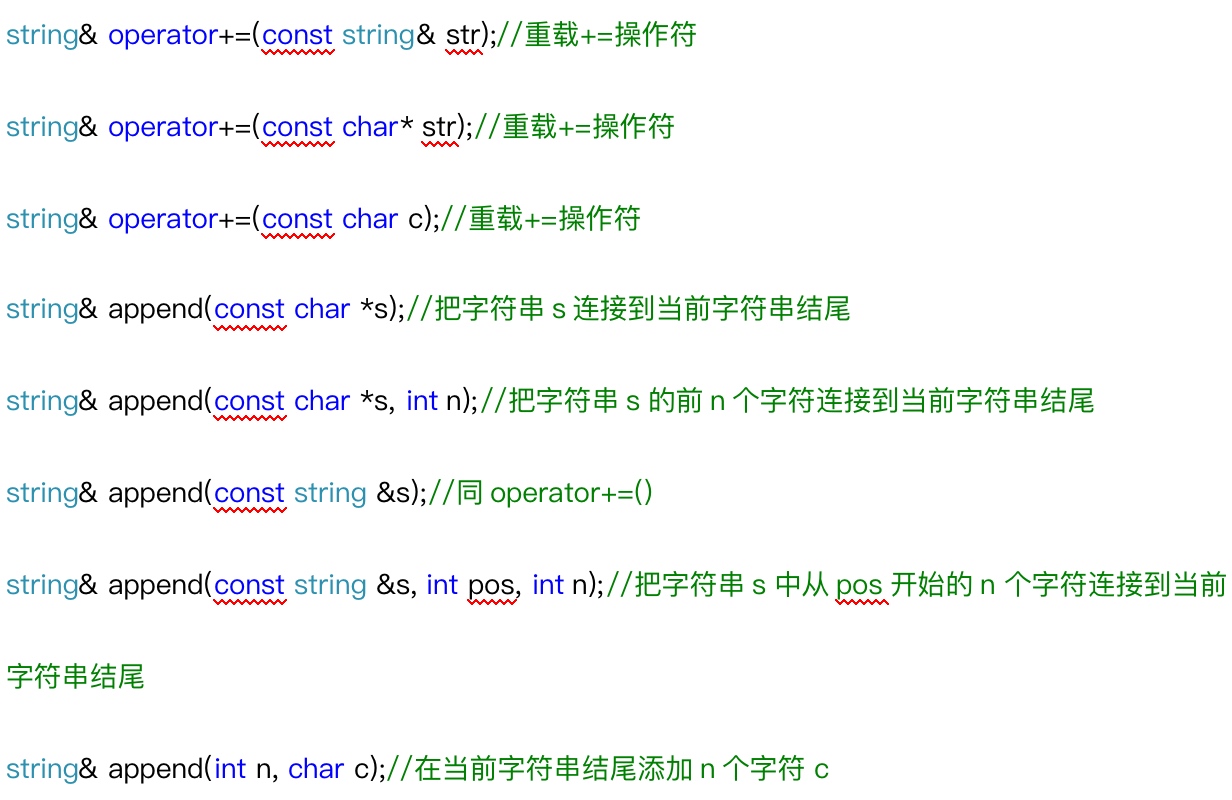 string& operator+=(const string& str);//重载+=操作符
string& operator+=(const char* str);//重载+=操作符
string& operator+=(const char c);//重载+=操作符
string& append(const char *s);//把字符串 s 连接到当前字符串结尾
string& append(const char *s, int n);//把字符串 s 的前 n 个字符连接到当前字符串结尾
string& append(const string &s);//同 operator+=()
string& append(const string &s, int pos, int n);//把字符串 s 中从 pos 开始的 n 个字符连接到当前
字符串结尾
string& append(int n, char c);//在当前字符串结尾添加 n 个字符 c